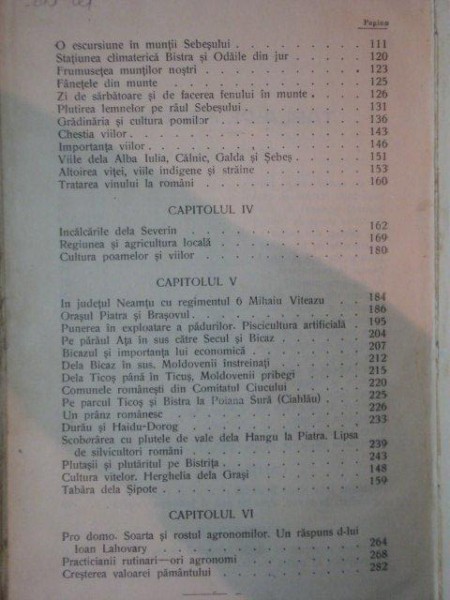 Pagina
O escursiune în munții Sebeșului . . . . . . . 111
Stațiunea climaterică Bistra și Odăile din jur . . . . 120
Frumusețea munților noștri . . . . . . . . 123
Fânețele din munte . . . . . . . . . . 125
Zi de sărbătoare și de facerea fenului în munte . . . 126
Plutirea lemnelor pe râul Sebeșului . . . . . . 131
Grădinăria și cultura pomilor . . . . . . . 136
Chestia viilor . . . . . . . . . . . 143
Importanța viilor . . . . . . . . . . 146
Viile dela Alba Iulia, Câlnic, Galda și Sebeș . . . . 151
Altoirea viței, viile indigene și străine . . . . . 153
Tratarea vinului la români . . . . . . . . 160
CAPITOLUL IV
Incălcările dela Severin . . . . . . . . . 162
Regiunea și agricultura locală . . . . . . . 169
Cultura poamelor și viilor . . . . . . . . 180
CAPITOLUL V
In județul Neamțu cu regimentul 6 Mihaiu Viteazu . . 184
Orașul Piatra și Brașovul . . . . . . . . . 186
Punerea în exploatare a pădurilor. Piscicultura artificială . 195
Pe părâul Ață în sus către Secul și Bicaz . . . . 204
Bicazul și importanța lui economică . . . . . . 207
Dela Bicaz în sus. Moldovenii înstreinați . . . . 212
Dela Ticoș până în Ticuș, Moldovenii pribegi . . . 215
Comunele românești din Comitatul Ciucului . . . . 220
Pe parcul Ticoș și Bistra la Poiana Sură (Ciahlău) . . 225
Un prânz românesc . . . . . . . . . . 226
Durău și Haidu-Dorog . . . . . . . . . 233
Scoborârea cu plutele de vale dela Hangu la Piatra. Lipsa
de silvicultori români . . . . . . . . . 239
Plutașii și plutăritul pe Bistrița . . . . . . . 243
Cultura vitelor. Herghelia dela Grași . . . . . 148
Tabăra dela Șipote . . . . . . . . . . 159
CAPITOLUL VI
Pro domo. Soarta și rostul agronomilor. Un răspuns d-lui
Ioan Lahovary . . . . . . . . . . . 264
Practicianii rutinari—ori agronomi . . . . . . 268
Creșterea valoarei pământului . . . . . . . 282